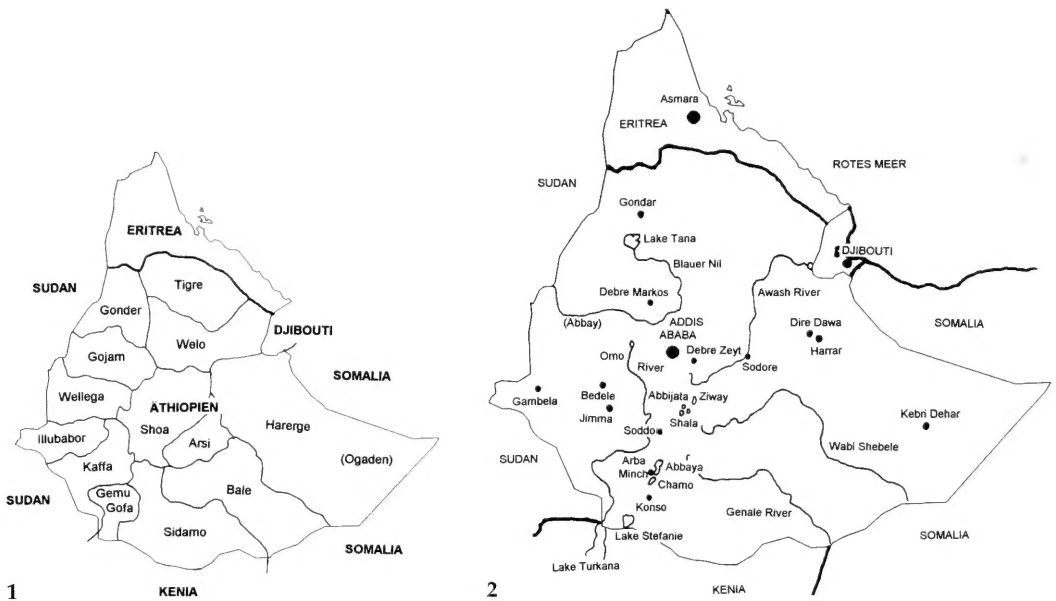 ERITREA
SUDAN
Tigre
Gonder
DJIBOUTI
Welo
Gojam
SOMALIA
Wellega
ÄTHIOPIEN
Shoa
Harerge
Illubabor
Arsi
Kaffa
(Ogaden)
SUDAN
Gemu
Gofa
Bale
Sidamo
SOMALIA
KENIA
1
Asmara
ERITREA
ROTES MEER
SUDAN
Gondar
Lake Tana
DJIBOUTI
Blauer Nil
Debre Markos
Awash River
(Abbay)
ADDIS
ABABA
Dire Dawa
SOMALIA
Harrar
Omo
River
Debre Zeyt
Sodore
Gambela
Bedele
Abbijata
Ziway
Jimma
Shala
Kebri Dehar
Soddo
Wabi Shebele
SUDAN
Arba
Minch
Abbaya
Chamo
Konso
Genale River
SOMALIA
Lake Stefanie
Lake Turkana
KENIA
2